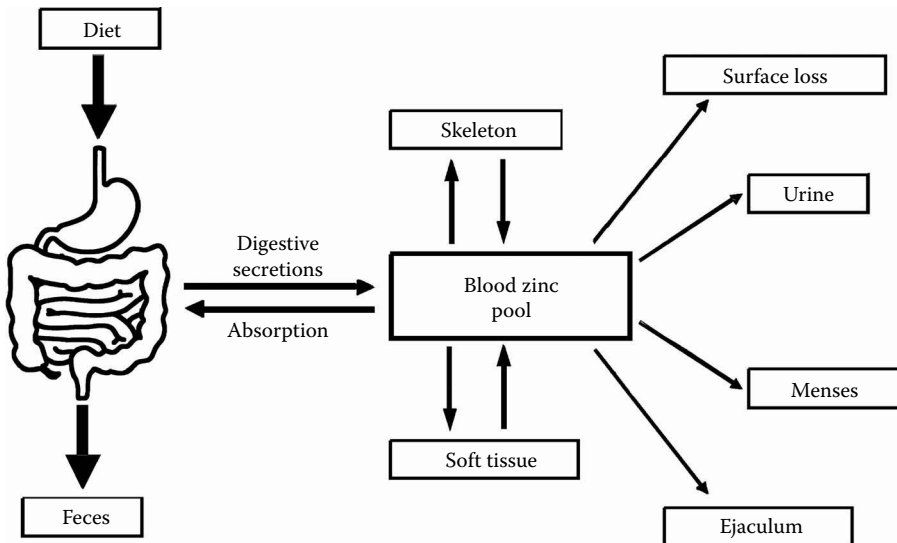 Diet
Surface loss
Skeleton
Urine
Digestive
secretions
Blood zinc
pool
Absorption
Menses
Soft tissue
Feces
Ejaculum